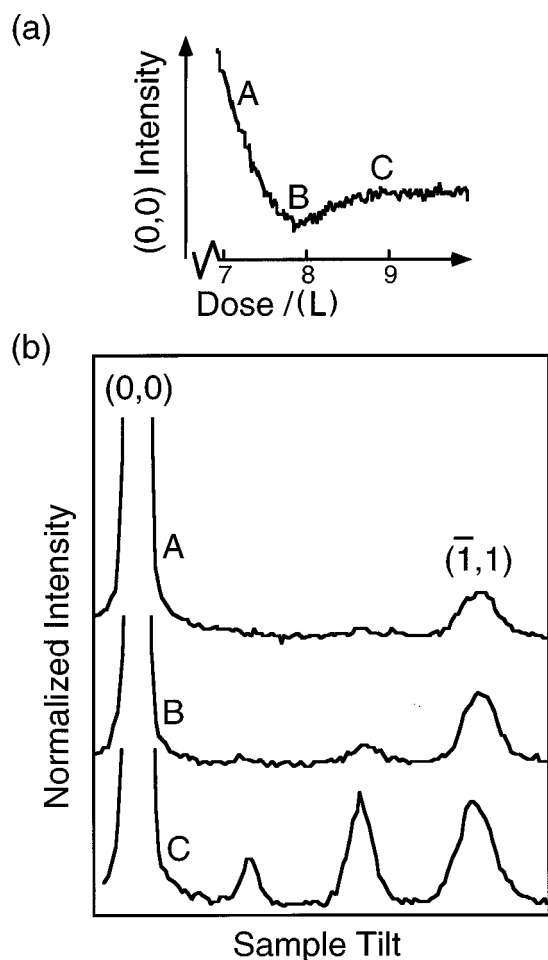 (a)
(0,0) Intensity
A
B
C
7 8 9
Dose /(L)
(b)
Normalized Intensity
(0,0)
A
(1̅,1)
B
C
Sample Tilt